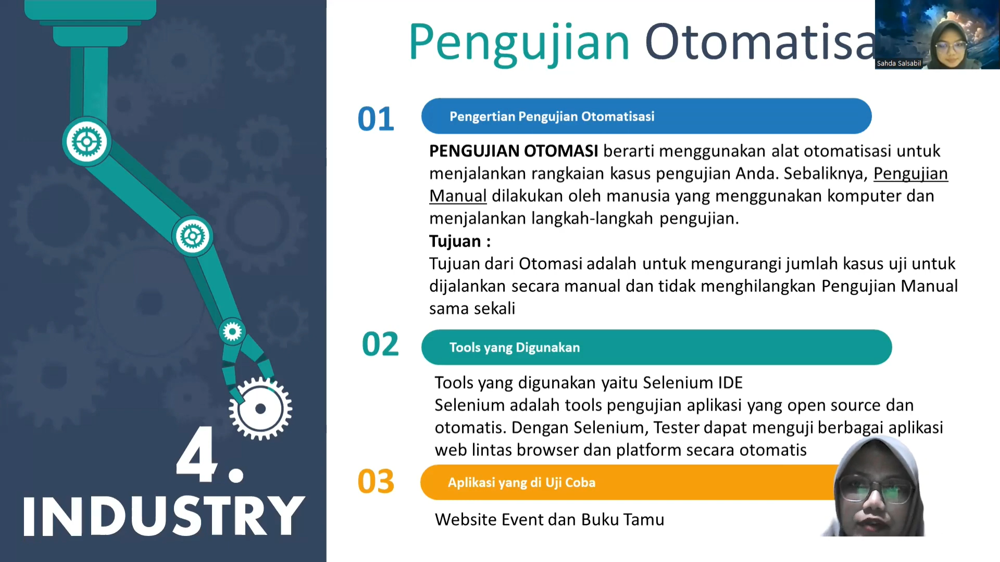 Pengujian Otomatisa
Sahda Salsabil
01
Pengertian Pengujian Otomatisasi
PENGUJIAN OTOMASI berarti menggunakan alat otomatisasi untuk
menjalankan rangkaian kasus pengujian Anda. Sebaliknya, Pengujian
Manual dilakukan oleh manusia yang menggunakan komputer dan
menjalankan langkah-langkah pengujian.
Tujuan :
Tujuan dari Otomasi adalah untuk mengurangi jumlah kasus uji untuk
dijalankan secara manual dan tidak menghilangkan Pengujian Manual
sama sekali
02
Tools yang Digunakan
Tools yang digunakan yaitu Selenium IDE
Selenium adalah tools pengujian aplikasi yang open source dan
otomatis. Dengan Selenium, Tester dapat menguji berbagai aplikasi
web lintas browser dan platform secara otomatis
03
Aplikasi yang di Uji Coba
Website Event dan Buku Tamu
4.
INDUSTRY